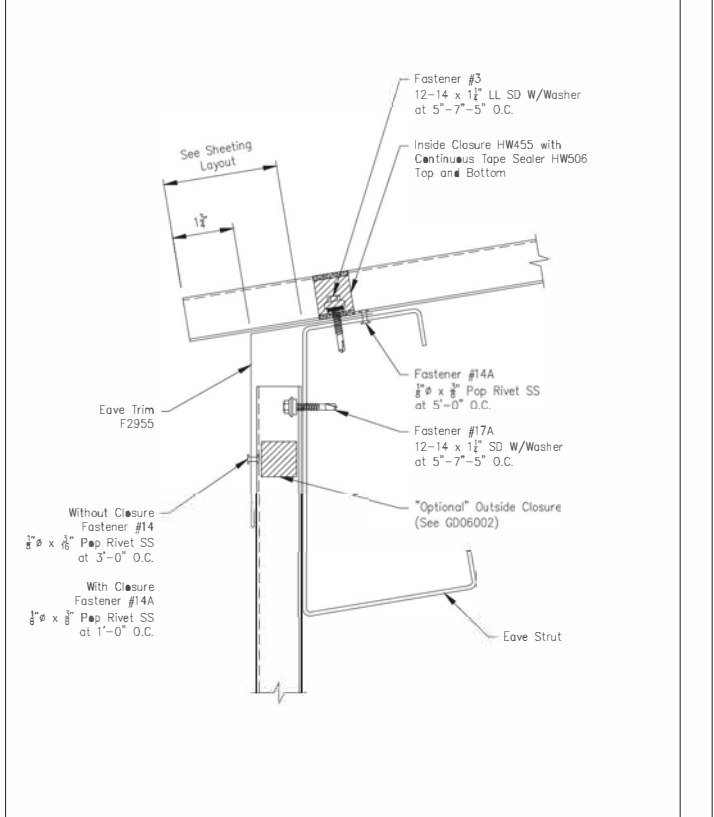 Fastener #3
12-14 x 1¼" LL SD W/Washer
at 5"-7"-5" O.C.
Inside Closure HW455 with
Continuous Tape Sealer HW506
Top and Bottom
See Sheeting
Layout
1¾"
Fastener #14A
⅛"ø x ⅜" Pop Rivet SS
at 5'-0" O.C.
Eave Trim
F2955
Fastener #17A
12-14 x 1¼" SD W/Washer
at 5"-7"-5" O.C.
"Optional" Outside Closure
(See GD06002)
Without Closure
Fastener #14
⅛"ø x 3/16" Pop Rivet SS
at 3'-0" O.C.
With Closure
Fastener #14A
⅛"ø x ⅜" Pop Rivet SS
at 1'-0" O.C.
Eave Strut